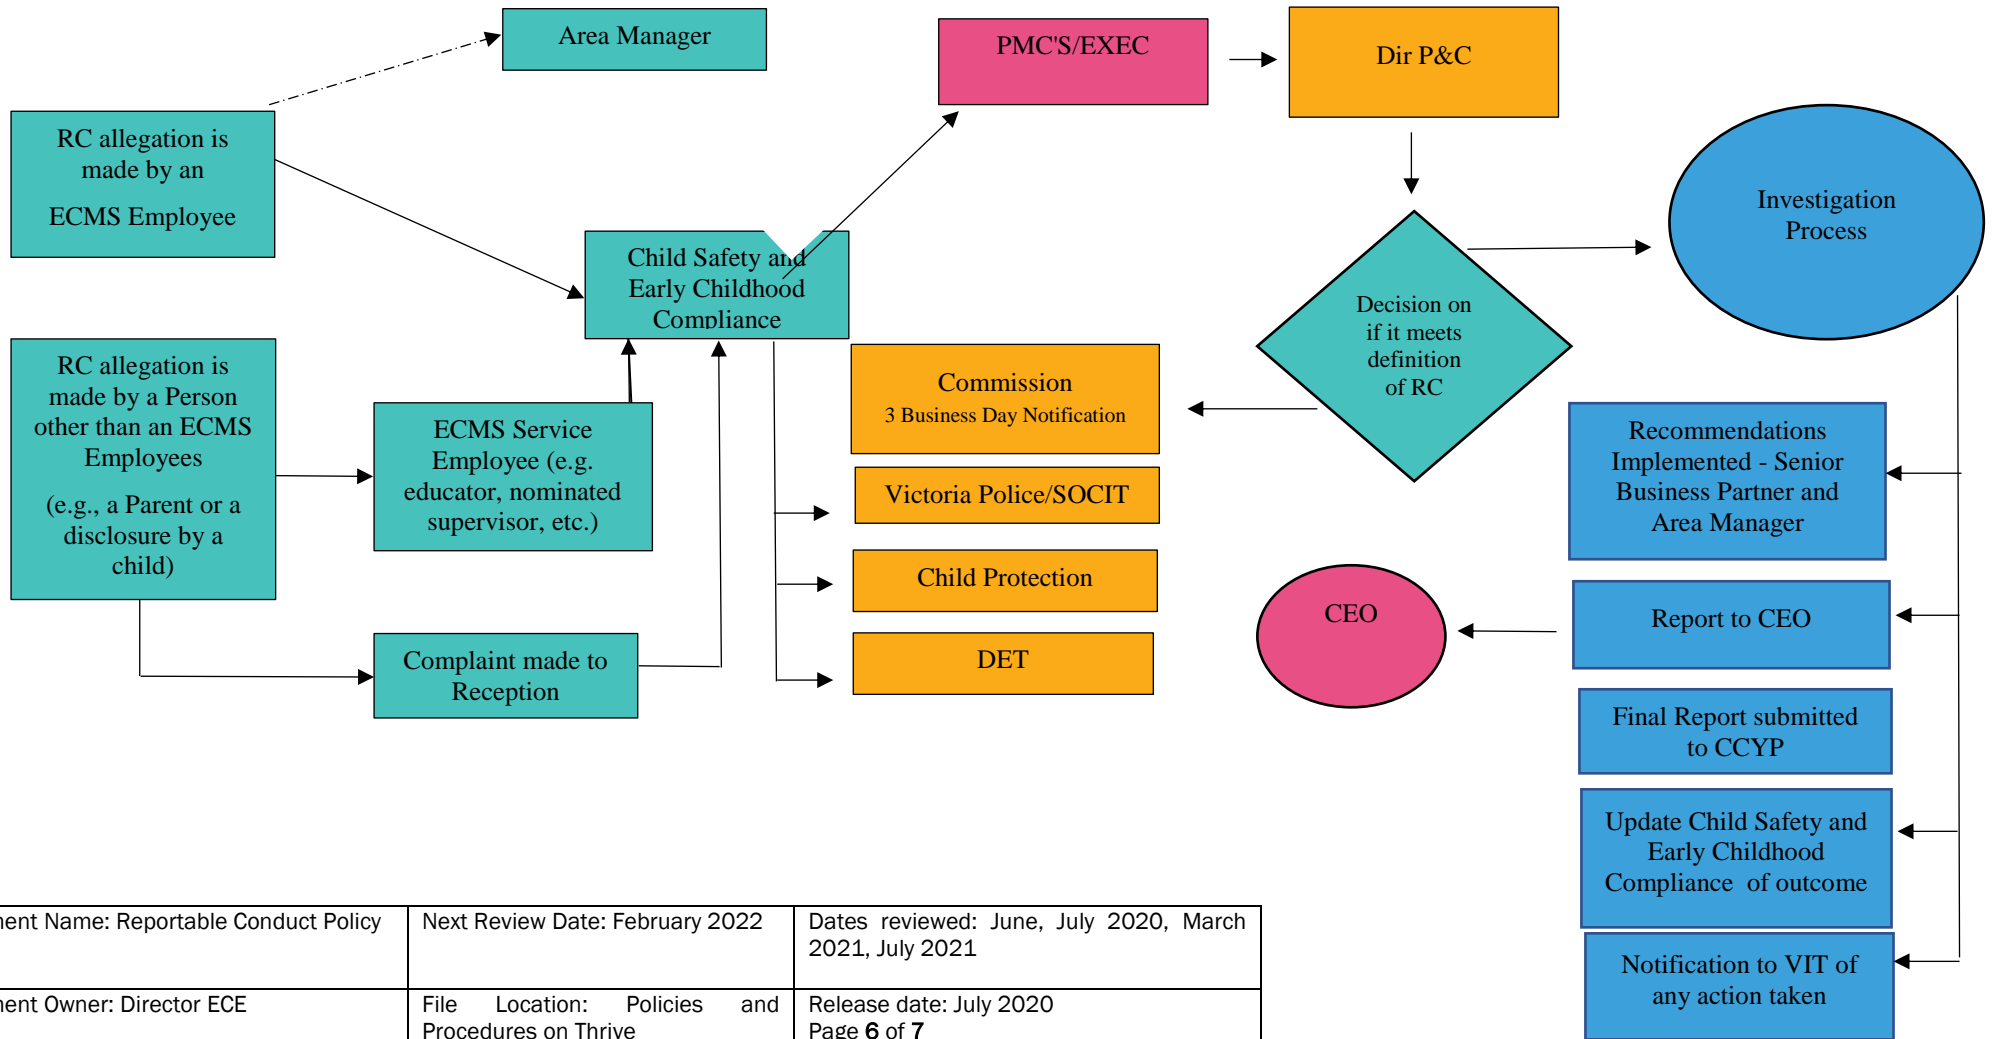 Area Manager
PMC'S/EXEC
Dir P&C
RC allegation is
made by an
ECMS Employee
Investigation
Process
Child Safety and
Early Childhood
Compliance
Decision on
if it meets
definition
of RC
RC allegation is
made by a Person
other than an ECMS
Employees
(e.g., a Parent or a
disclosure by a
child)
ECMS Service
Employee (e.g.
educator, nominated
supervisor, etc.)
Commission
3 Business Day Notification
Victoria Police/SOCIT
Child Protection
DET
Complaint made to
Reception
CEO
Recommendations
Implemented - Senior
Business Partner and
Area Manager
Report to CEO
Final Report submitted
to CCYP
Update Child Safety and
Early Childhood
Compliance of outcome
Notification to VIT of
any action taken
ment Name: Reportable Conduct Policy
Next Review Date: February 2022
Dates reviewed: June, July 2020, March
2021, July 2021
ment Owner: Director ECE
File Location: Policies and
Procedures on Thrive
Release date: July 2020
Page 6 of 7